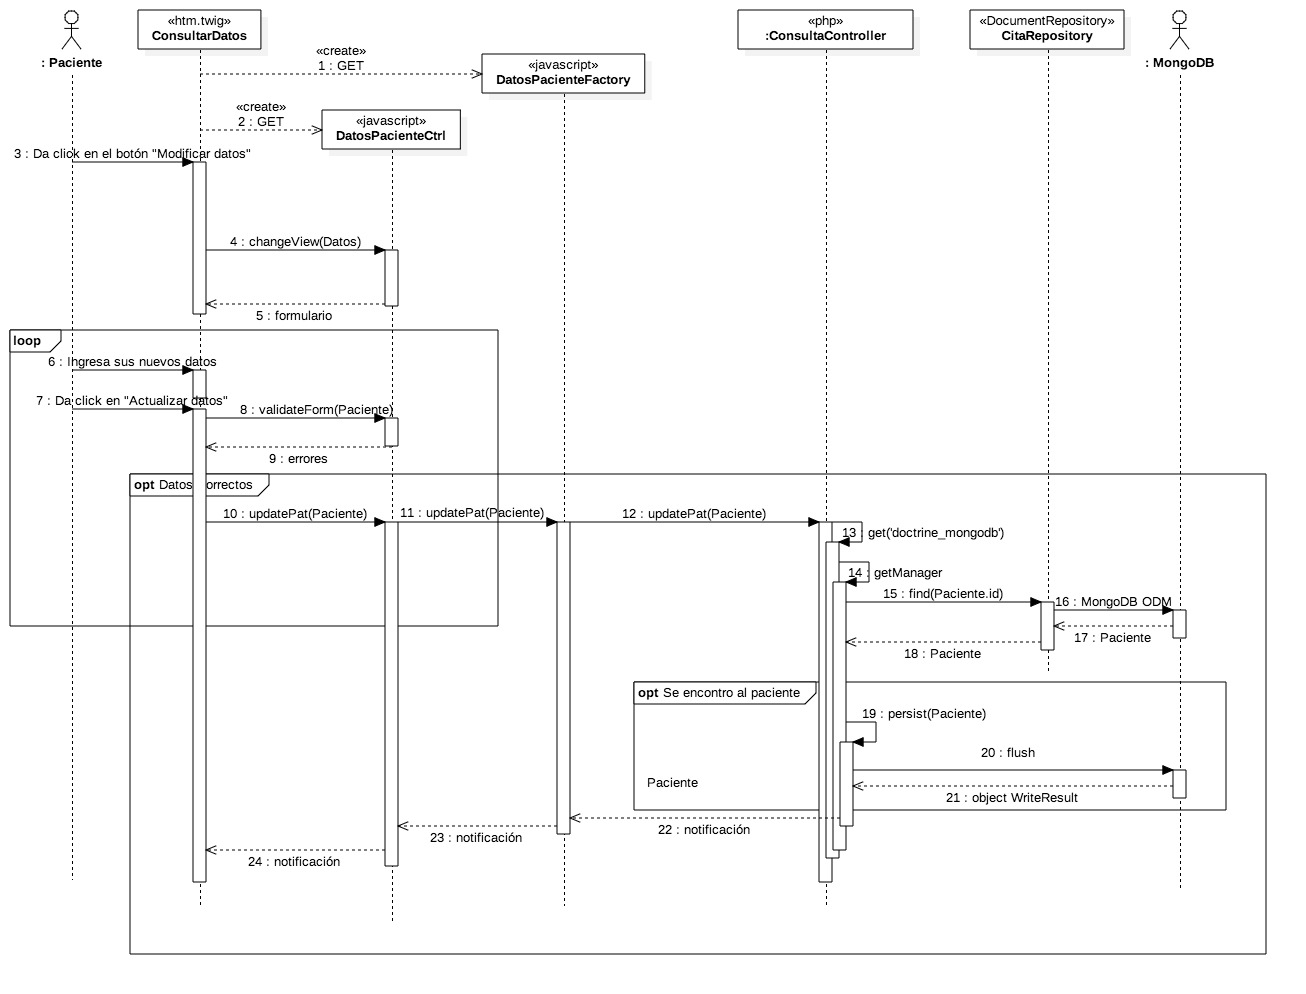 «htm.twig»
ConsultarDatos
«php»
:ConsultaController
«DocumentRepository»
CitaRepository
: Paciente
: MongoDB
«create»
1 : GET
«javascript»
DatosPacienteFactory
«create»
2 : GET
«javascript»
DatosPacienteCtrl
3 : Da click en el botón "Modificar datos"
4 : changeView(Datos)
5 : formulario
loop
6 : Ingresa sus nuevos datos
7 : Da click en "Actualizar datos"
8 : validateForm(Paciente)
9 : errores
opt Datos correctos
10 : updatePat(Paciente)
11 : updatePat(Paciente)
12 : updatePat(Paciente)
13 : get('doctrine_mongodb')
14 : getManager
15 : find(Paciente.id)
16 : MongoDB ODM
17 : Paciente
18 : Paciente
opt Se encontro al paciente
19 : persist(Paciente)
20 : flush
Paciente
21 : object WriteResult
22 : notificación
23 : notificación
24 : notificación